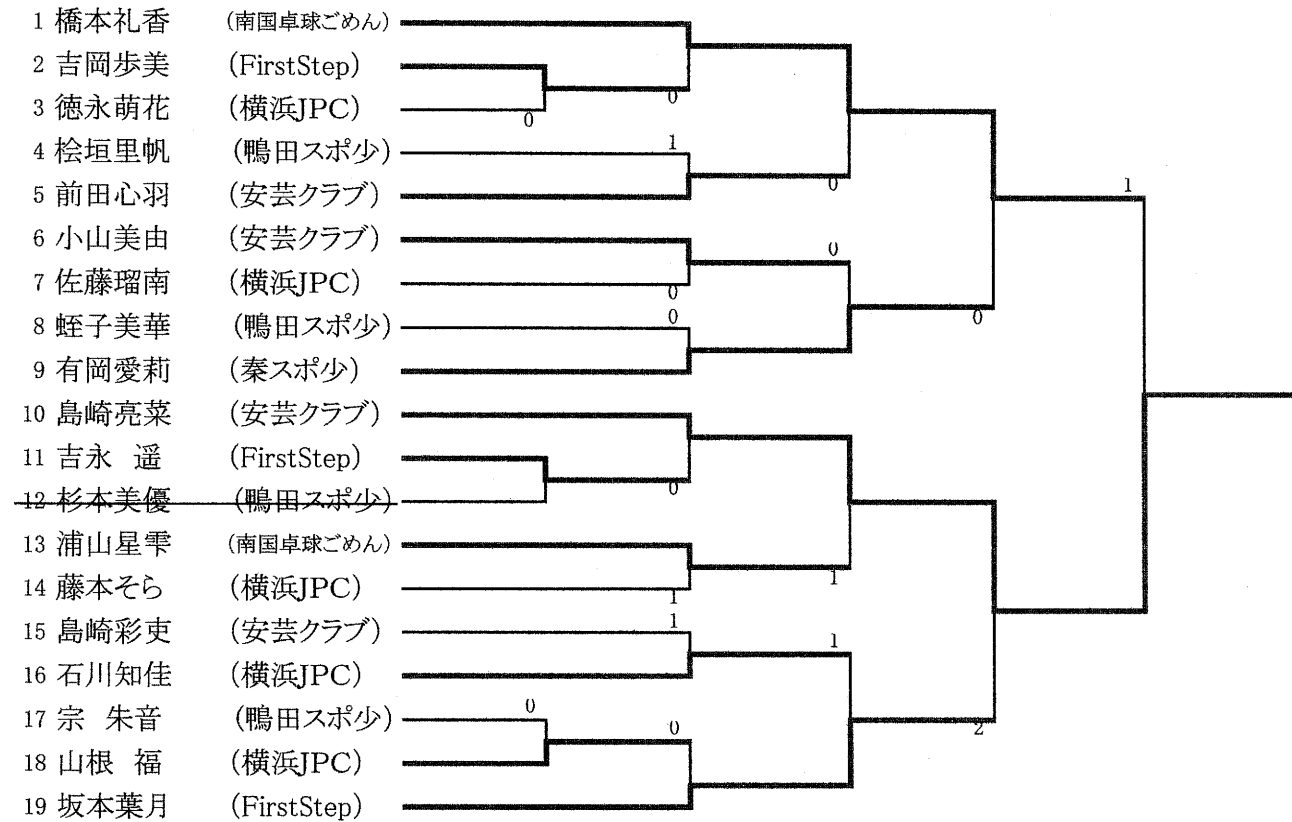 1 橋本礼香 (南国卓球ごめん)
2 吉岡歩美 (FirstStep)
3 徳永萌花 (横浜JPC)
4 桧垣里帆 (鴨田スポ少)
5 前田心羽 (安芸クラブ)
6 小山美由 (安芸クラブ)
7 佐藤瑠南 (横浜JPC)
8 蛭子美華 (鴨田スポ少)
9 有岡愛莉 (秦スポ少)
10 島崎亮菜 (安芸クラブ)
11 吉永 遥 (FirstStep)
12 杉本美優 (鴨田スポ少)
13 浦山星雫 (南国卓球ごめん)
14 藤本そら (横浜JPC)
15 島崎彩吏 (安芸クラブ)
16 石川知佳 (横浜JPC)
17 宗 朱音 (鴨田スポ少)
18 山根 福 (横浜JPC)
19 坂本葉月 (FirstStep)
0
0
1
0
0
0
0
0
1
0
1
1
1
1
0
0
2